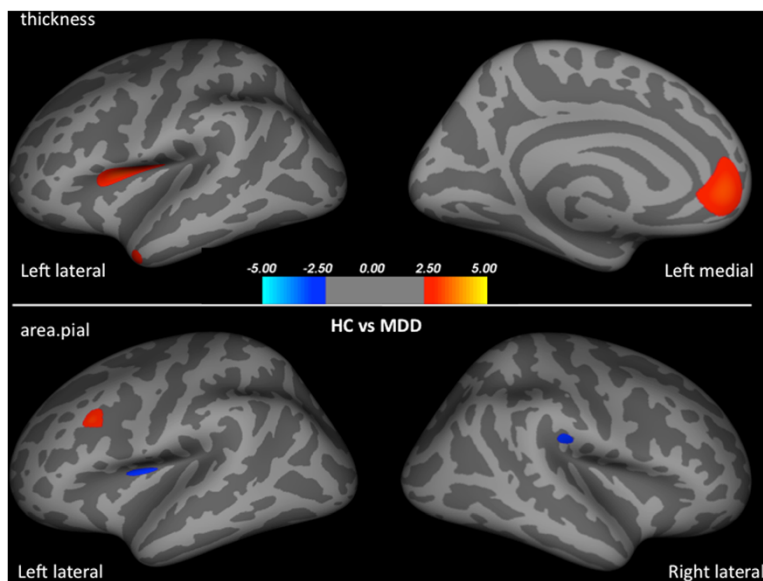 thickness
Left lateral
Left medial
-5.00 -2.50 0.00 2.50 5.00
HC vs MDD
area.pial
Left lateral
Right lateral